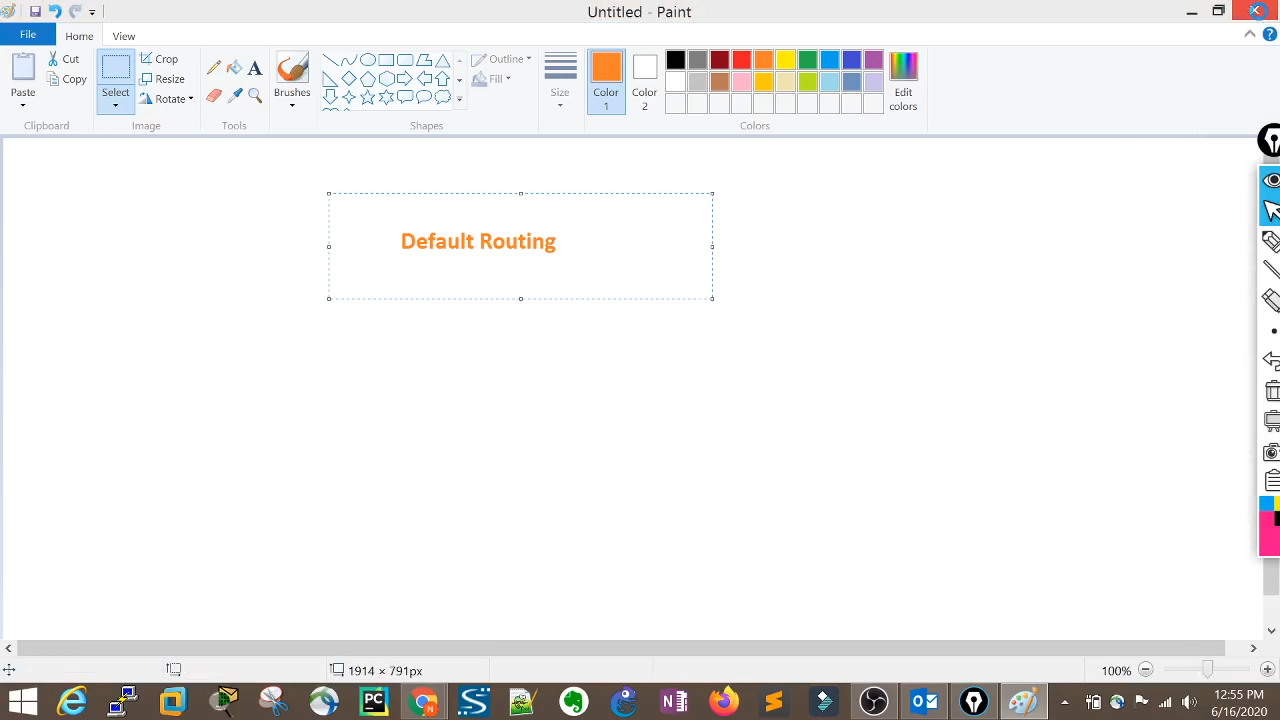 Untitled - Paint
File
Home
View
Paste
Cut
Copy
Clipboard
Select
Crop
Resize
Rotate
Image
A
Tools
Brushes
Shapes
Outline
Fill
Size
Color
1
Color
2
Edit
colors
Colors
Default Routing
1914 × 791px
100%
PC
12:55 PM
6/16/2020